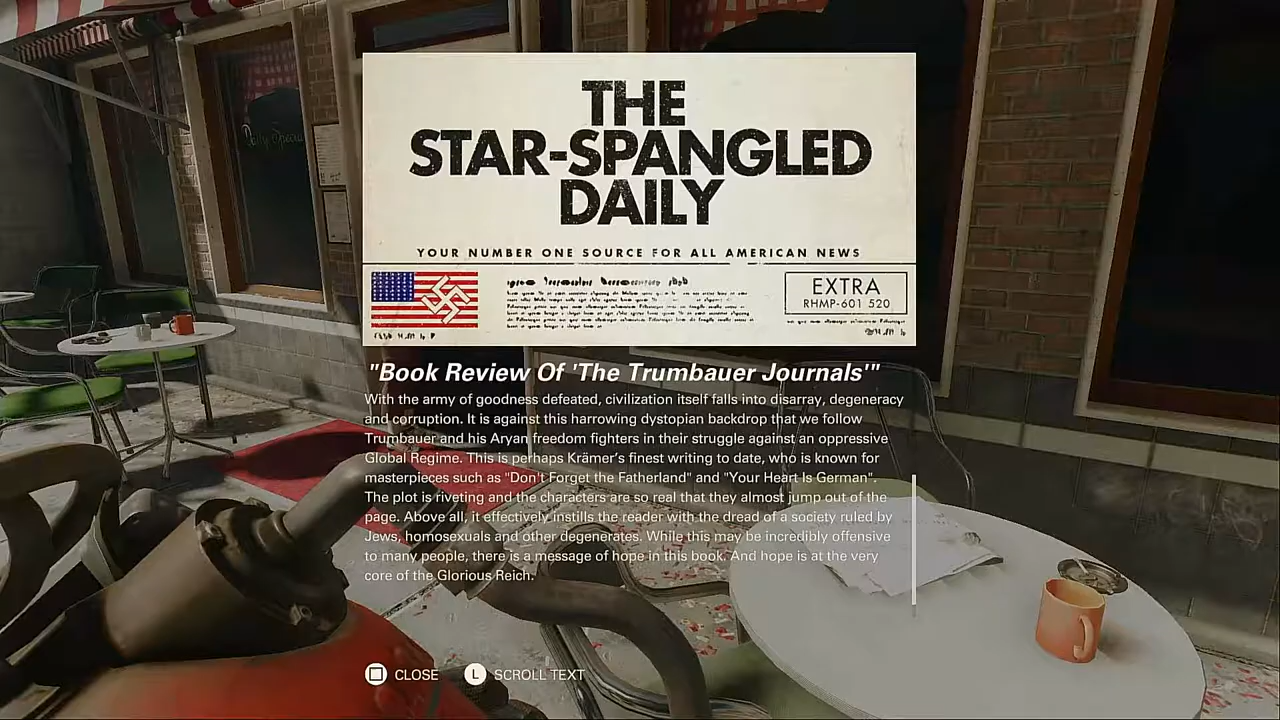 Daily Special
THE
STAR-SPANGLED
DAILY
YOUR NUMBER ONE SOURCE FOR ALL AMERICAN NEWS
EXTRA
RHMP-601 520
"Book Review Of 'The Trumbauer Journals'"
With the army of goodness defeated, civilization itself falls into disarray, degeneracy
and corruption. It is against this harrowing dystopian backdrop that we follow
Trumbauer and his Aryan freedom fighters in their struggle against an oppressive
Global Regime. This is perhaps Krämer's finest writing to date, who is known for
masterpieces such as "Don't Forget the Fatherland" and "Your Heart Is German".
The plot is riveting and the characters are so real that they almost jump out of the
page. Above all, it effectively instills the reader with the dread of a society ruled by
Jews, homosexuals and other degenerates. While this may be incredibly offensive
to many people, there is a message of hope in this book. And hope is at the very
core of the Glorious Reich.
CLOSE
L SCROLL TEXT